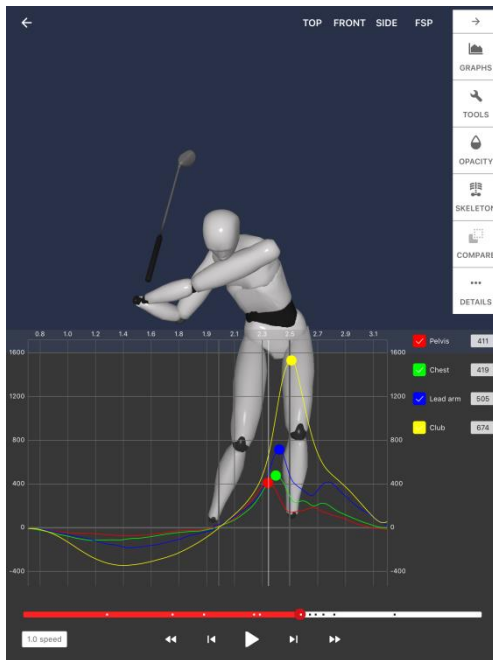 TOP FRONT SIDE FSP
GRAPHS
TOOLS
OPACITY
SKELETON
COMPARE
DETAILS
0.8 1.0 1.2 1.4 1.6 1.9 2.1 2.3 2.5 2.7 2.9 3.1
1600 1600
1200 1200
800 800
400 400
0 0
-400 -400
Pelvis 411
Chest 419
Lead arm 505
Club 674
1.0 speed